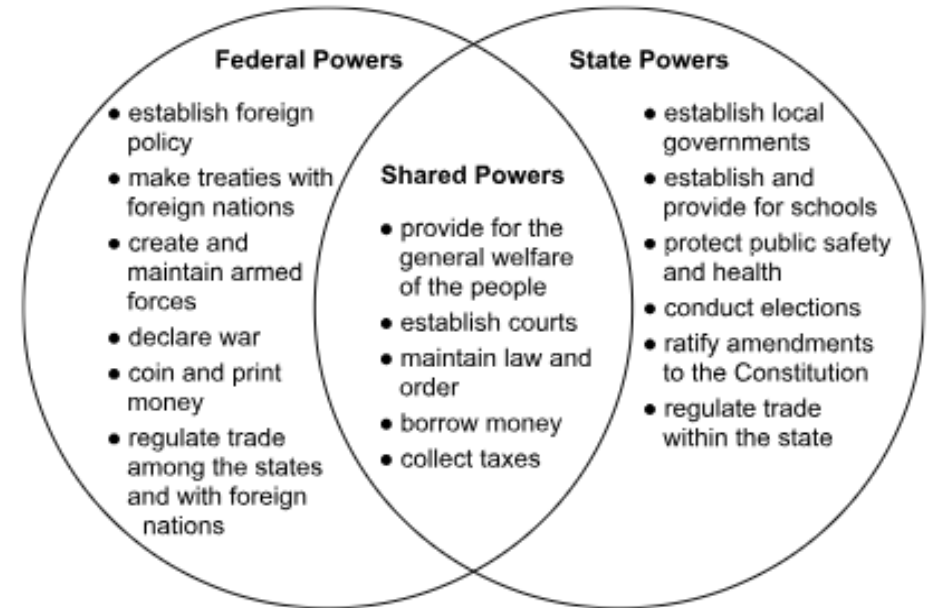 Federal Powers
• establish foreign
policy
• make treaties with
foreign nations
• create and
maintain armed
forces
• declare war
• coin and print
money
• regulate trade
among the states
and with foreign
nations
Shared Powers
• provide for the
general welfare
of the people
• establish courts
• maintain law and
order
• borrow money
• collect taxes
State Powers
• establish local
governments
• establish and
provide for schools
• protect public safety
and health
• conduct elections
• ratify amendments
to the Constitution
• regulate trade
within the state